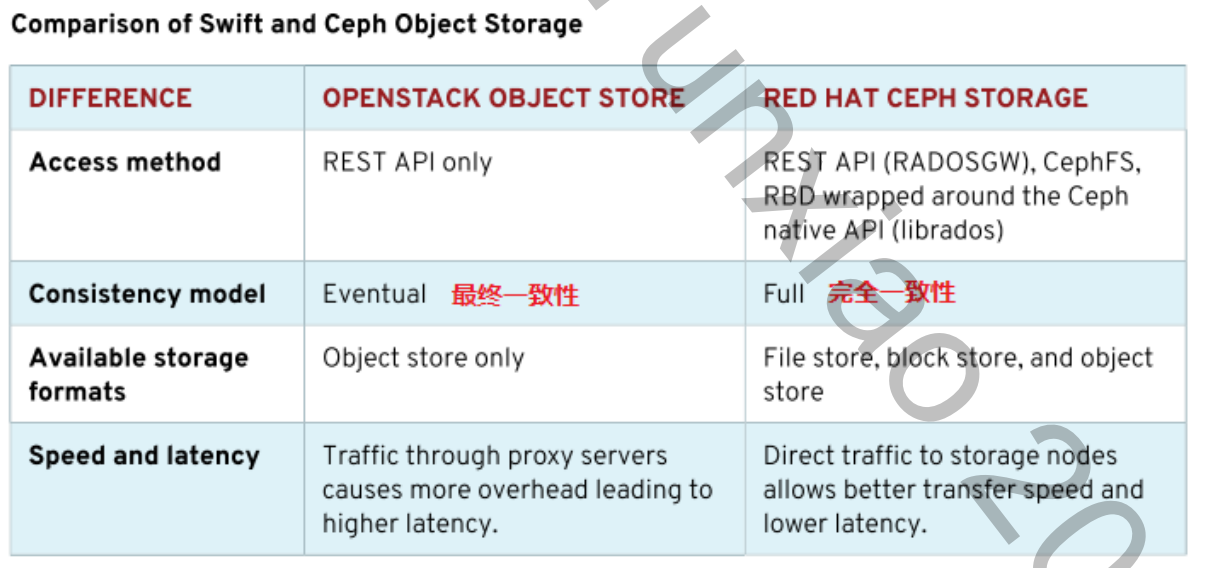 Comparison of Swift and Ceph Object Storage
DIFFERENCE
OPENSTACK OBJECT STORE
RED HAT CEPH STORAGE
Access method
REST API only
REST API (RADOSGW), CephFS,
RBD wrapped around the Ceph
native API (librados)
Consistency model
Eventual 最终一致性
Full 完全一致性
Available storage
formats
Object store only
File store, block store, and object
store
Speed and latency
Traffic through proxy servers
causes more overhead leading to
higher latency.
Direct traffic to storage nodes
allows better transfer speed and
lower latency.
unxiao 20